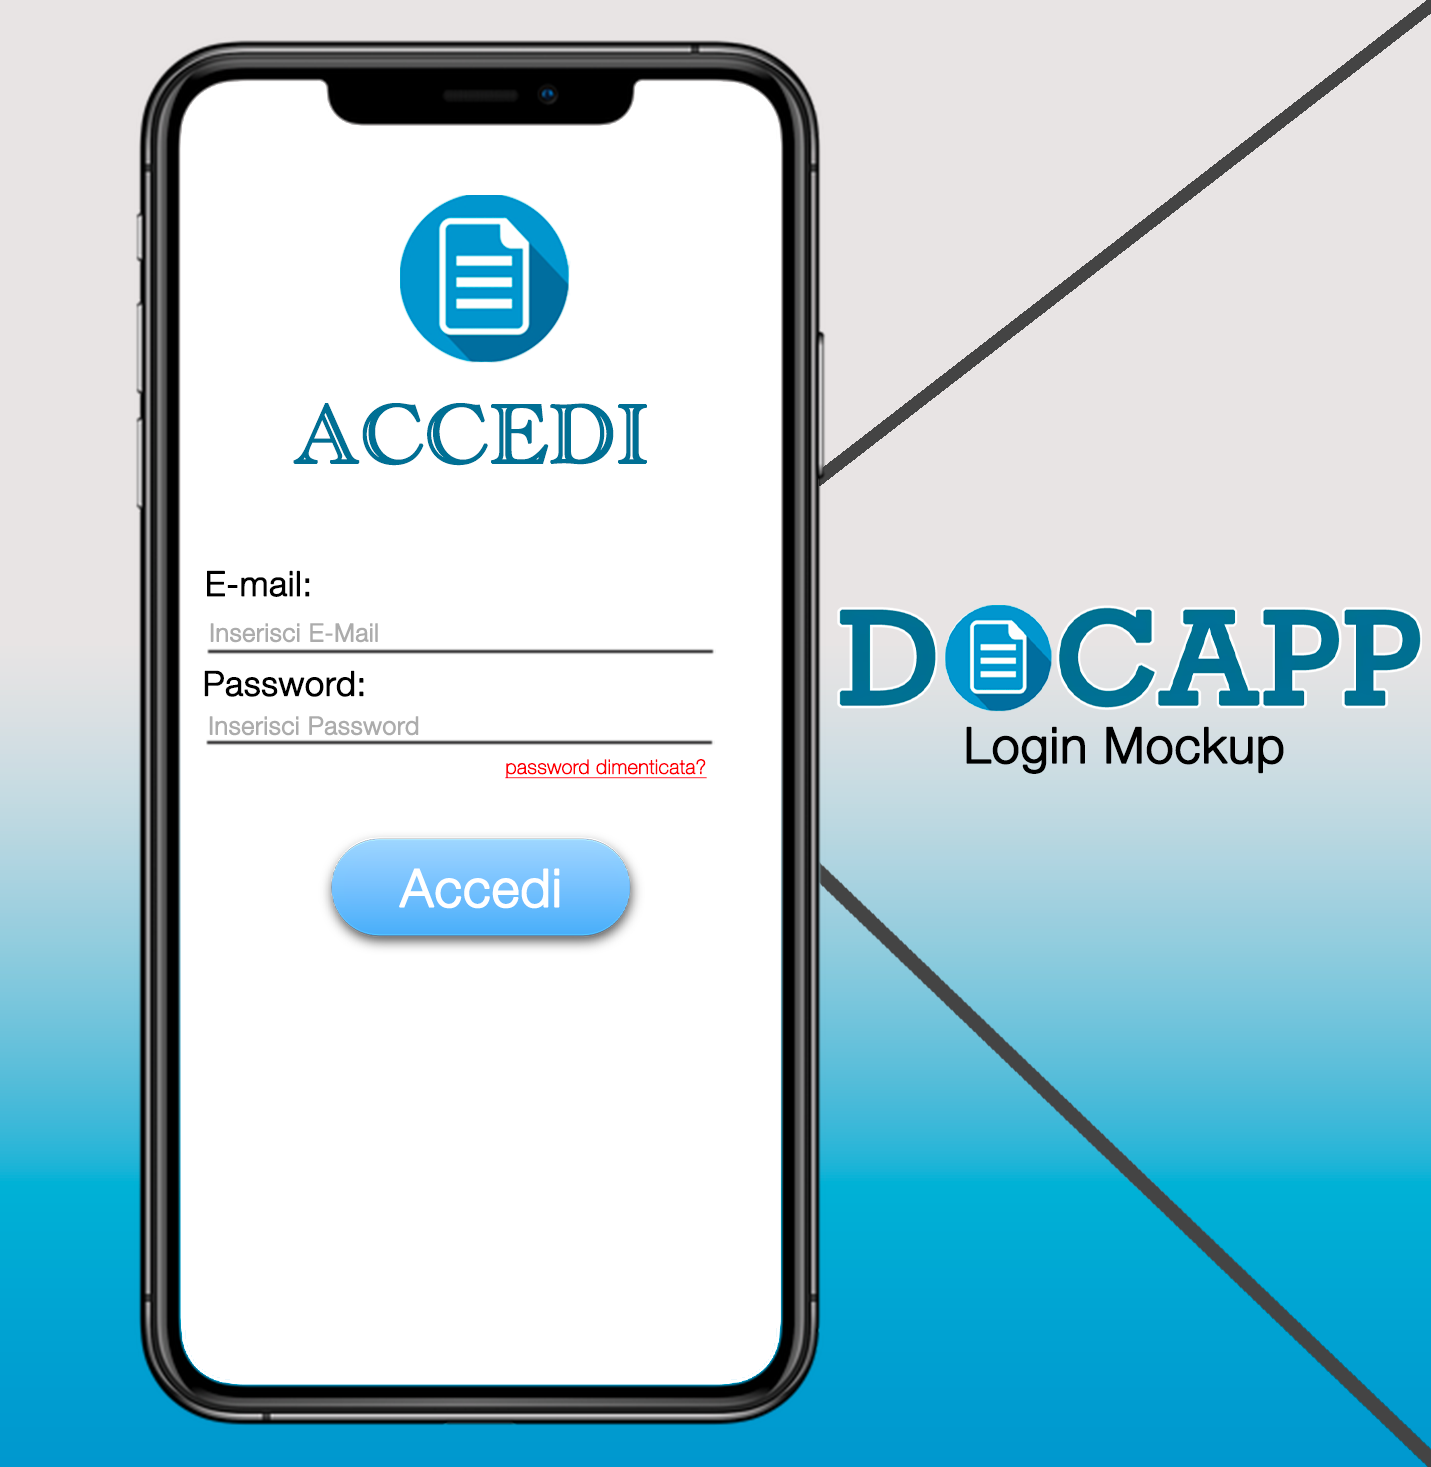 ACCEDI
E-mail:
Inserisci E-Mail
Password:
Inserisci Password
password dimenticata?
Accedi
DOCAPP
Login Mockup